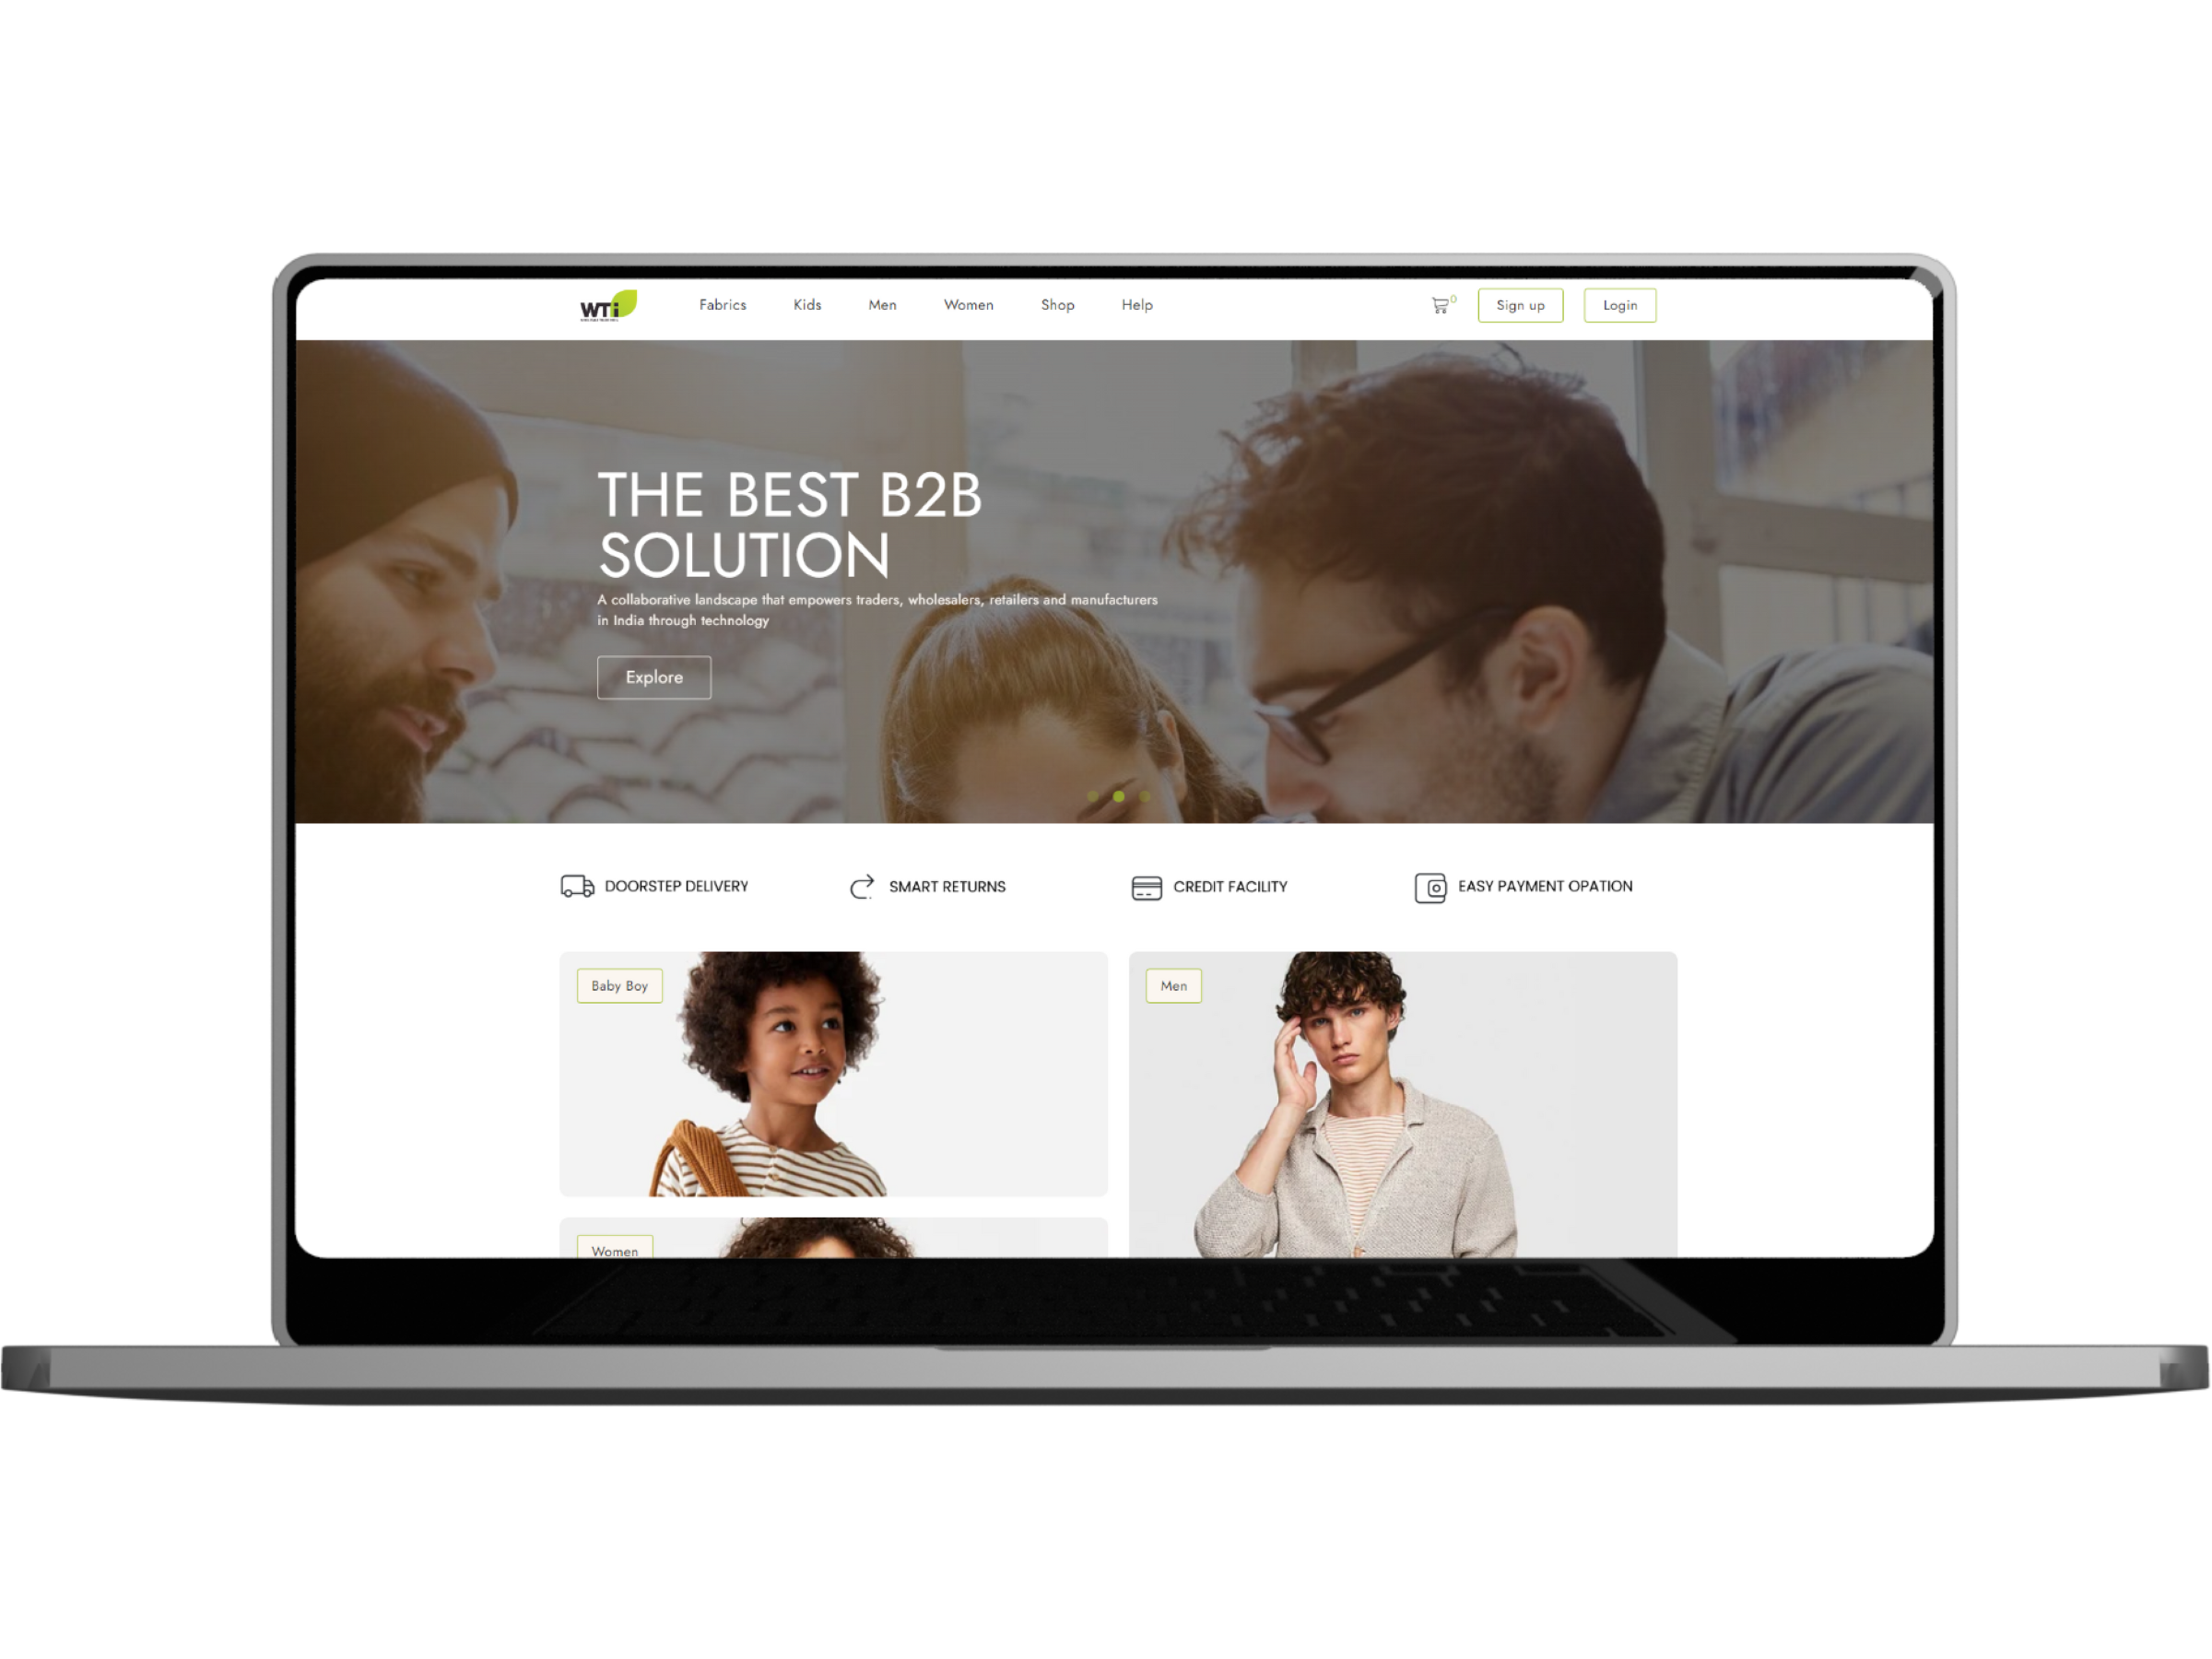 WTi
Fabrics Kids Men Women Shop Help
0
Sign up Login
THE BEST B2B
SOLUTION
A collaborative landscape that empowers traders, wholesalers, retailers and manufacturers
in India through technology
Explore
DOORSTEP DELIVERY SMART RETURNS CREDIT FACILITY EASY PAYMENT OPATION
Baby Boy
Men
Women